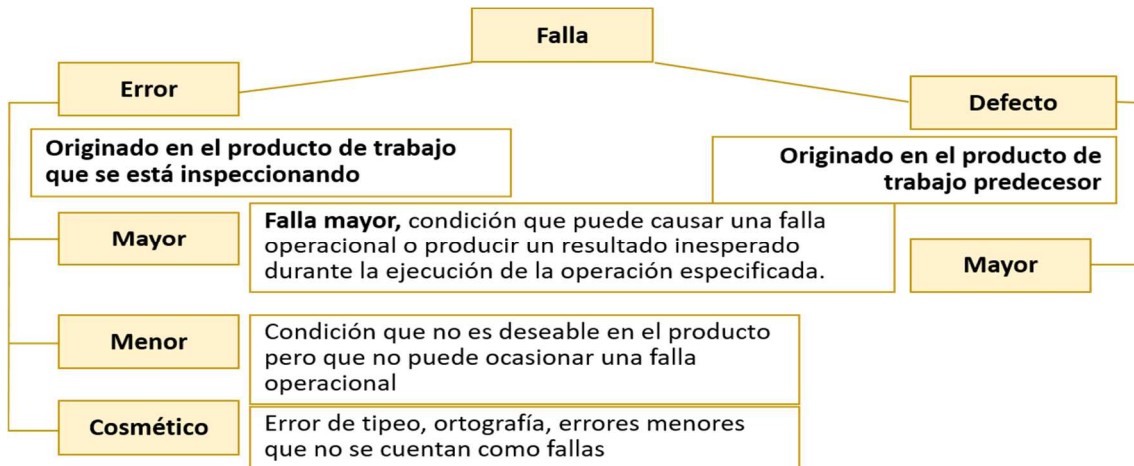 Falla
Error
Defecto
Originado en el producto de trabajo
que se está inspeccionando
Originado en el producto de
trabajo predecesor
Mayor
Falla mayor, condición que puede causar una falla
operacional o producir un resultado inesperado
durante la ejecución de la operación especificada.
Mayor
Menor
Condición que no es deseable en el producto
pero que no puede ocasionar una falla
operacional
Cosmético
Error de tipeo, ortografía, errores menores
que no se cuentan como fallas